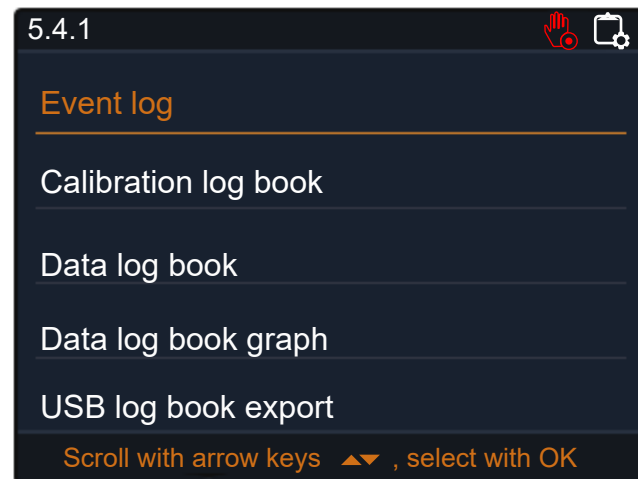 5.4.1
Event log
Calibration log book
Data log book
Data log book graph
USB log book export
Scroll with arrow keys ▲▼ , select with OK